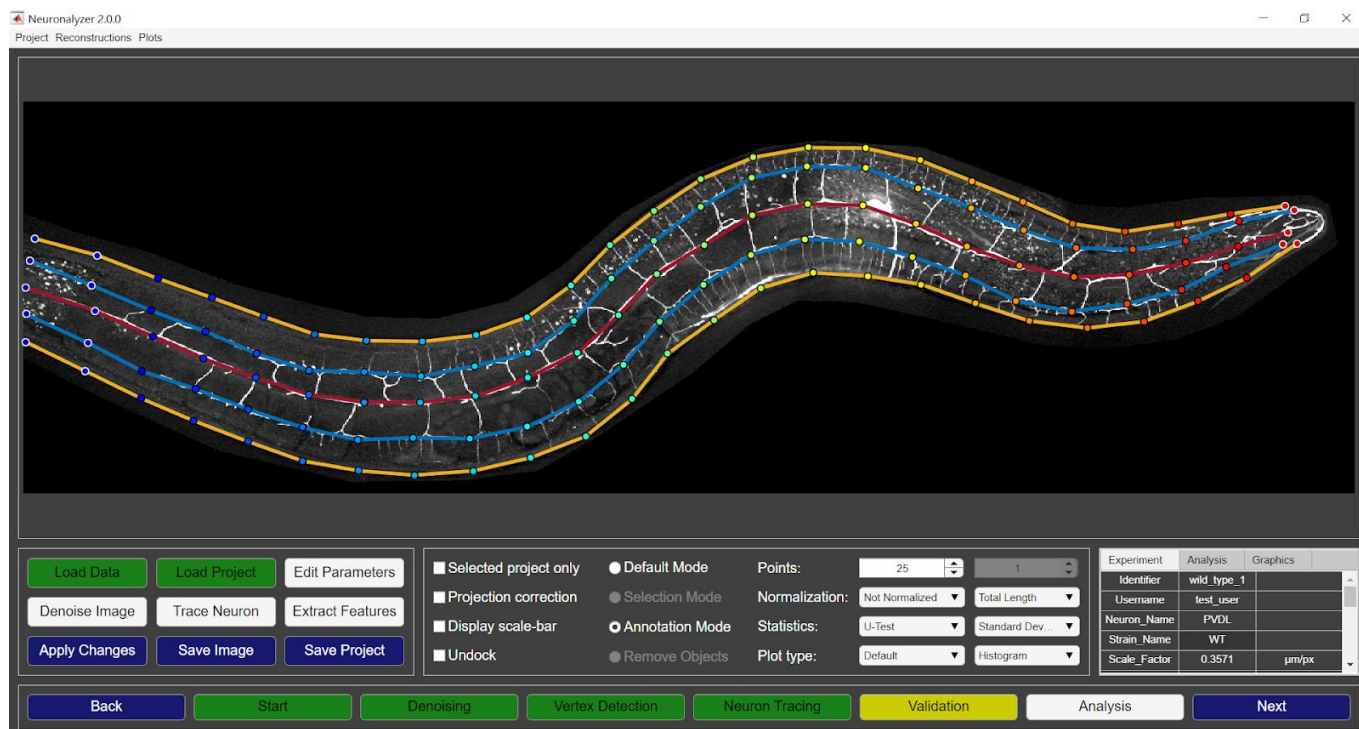 Neuronalyzer 2.0.0
Project Reconstructions Plots
Load Data Load Project Edit Parameters
Denoise Image Trace Neuron Extract Features
Apply Changes Save Image Save Project
Selected project only Default Mode Points: 25 1
Projection correction Selection Mode Normalization: Not Normalized Total Length
Display scale-bar Annotation Mode Statistics: U-Test Standard Dev...
Undock Remove Objects Plot type: Default Histogram
Experiment Analysis Graphics
Identifier wild_type_1
Username test_user
Neuron_Name PVDL
Strain_Name WT
Scale_Factor 0.3571 µm/px
Back Start Denoising Vertex Detection Neuron Tracing Validation Analysis Next